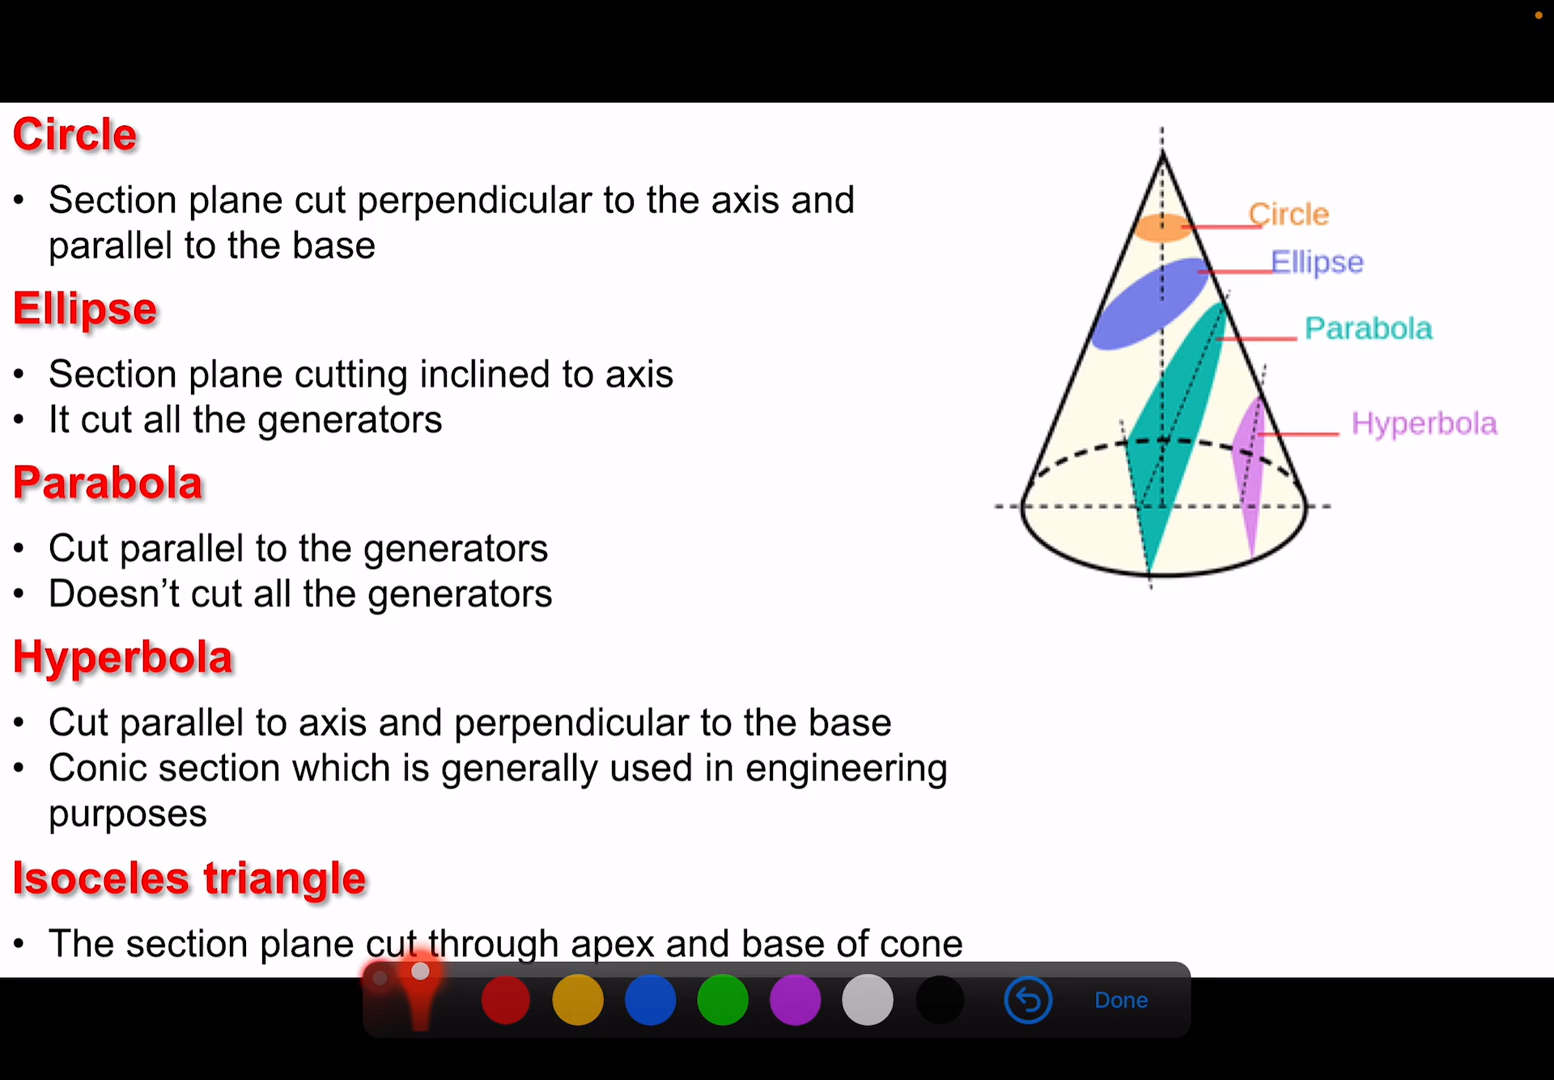 Circle
• Section plane cut perpendicular to the axis and
parallel to the base
Ellipse
• Section plane cutting inclined to axis
• It cut all the generators
Parabola
• Cut parallel to the generators
• Doesn’t cut all the generators
Hyperbola
• Cut parallel to axis and perpendicular to the base
• Conic section which is generally used in engineering
purposes
Isoceles triangle
• The section plane cut through apex and base of cone
Circle
Ellipse
Parabola
Hyperbola
Done